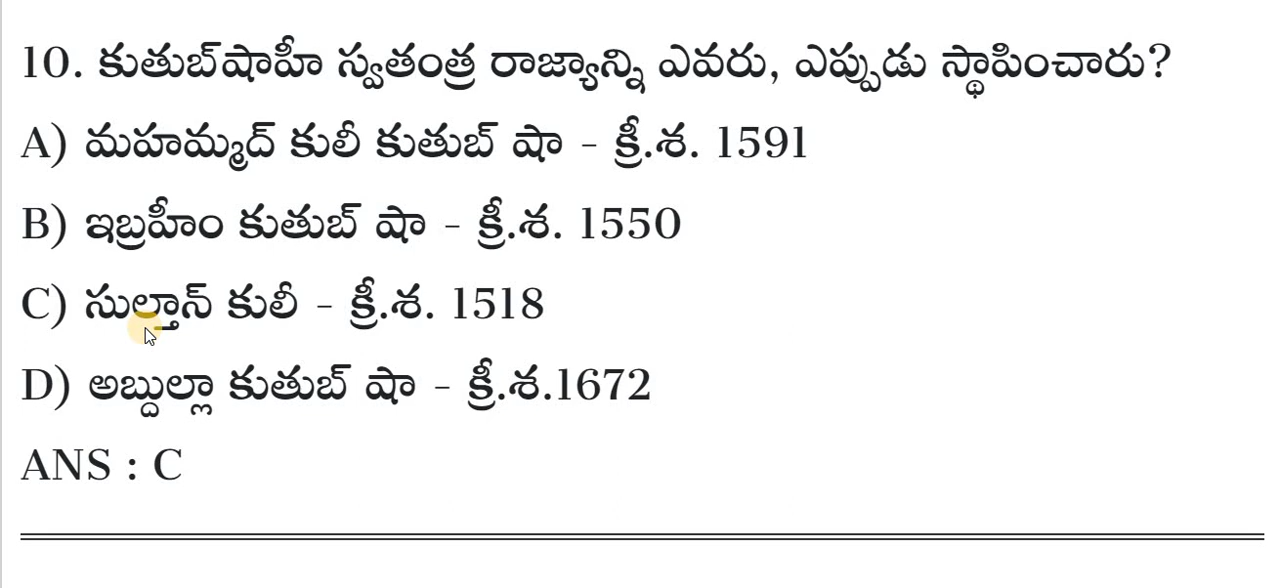 10. కుతుబ్‌షాహీ స్వతంత్ర రాజ్యాన్ని ఎవరు, ఎప్పుడు స్థాపించారు?
A) మహమ్మద్ కులీ కుతుబ్ షా - క్రీ.శ. 1591
B) ఇబ్రహీం కుతుబ్ షా - క్రీ.శ. 1550
C) సుల్తాన్ కులీ - క్రీ.శ. 1518
D) అబ్దుల్లా కుతుబ్ షా - క్రీ.శ.1672
ANS : C